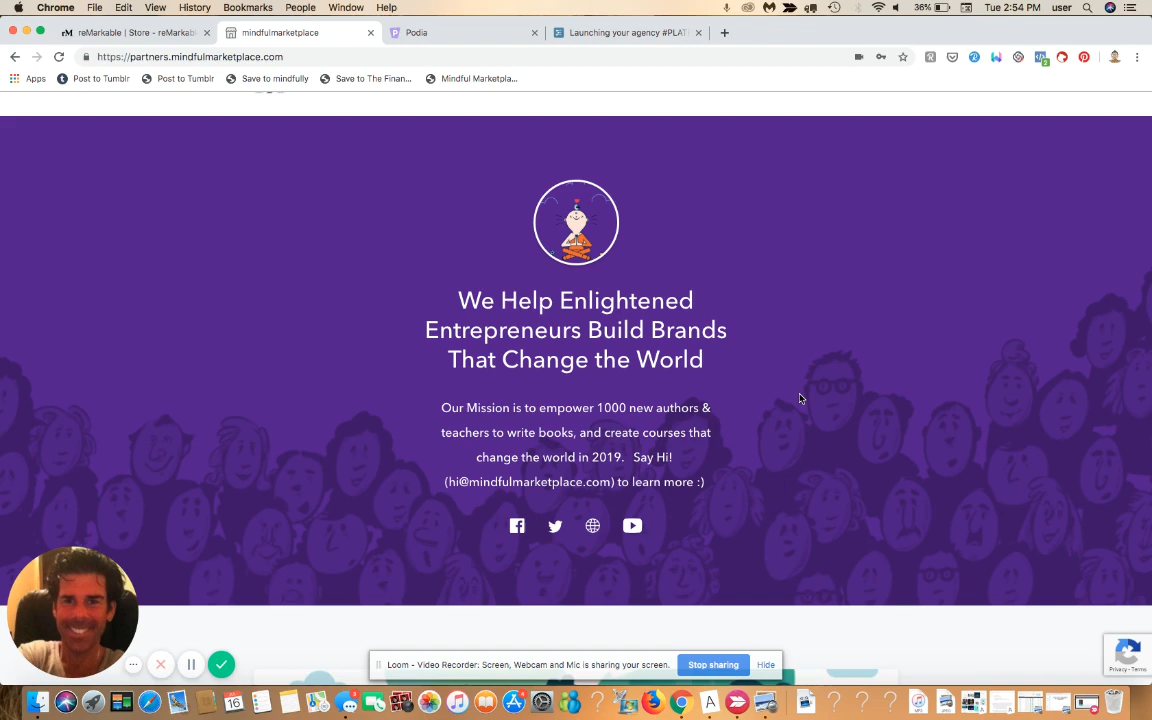 Chrome File Edit View History Bookmarks People Window Help 36% Tue 2:54 PM user
rM reMarkable | Store - reMarkab
mindfulmarketplace
Podia
Launching your agency #PLAT
https://partners.mindfulmarketplace.com
Apps Post to Tumblr Post to Tumblr Save to mindfully Save to The Finan... Mindful Marketpla...
We Help Enlightened
Entrepreneurs Build Brands
That Change the World
Our Mission is to empower 1000 new authors &
teachers to write books, and create courses that
change the world in 2019. Say Hi!
(hi@mindfulmarketplace.com) to learn more :)
Loom - Video Recorder: Screen, Webcam and Mic is sharing your screen. Stop sharing Hide
Privacy - Terms